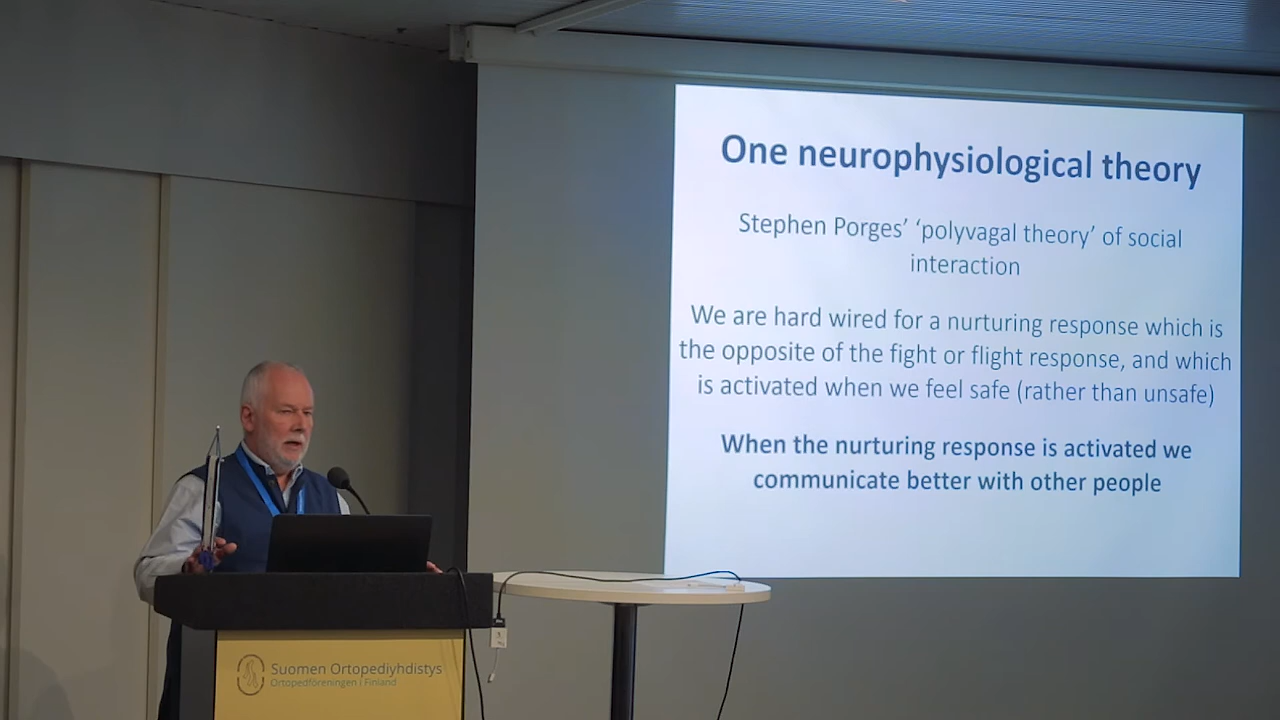 One neurophysiological theory
Stephen Porges’ ‘polyvagal theory’ of social
interaction
We are hard wired for a nurturing response which is
the opposite of the fight or flight response, and which
is activated when we feel safe (rather than unsafe)
When the nurturing response is activated we
communicate better with other people
Suomen Ortopediyhdistys
Ortopedföreningen i Finland